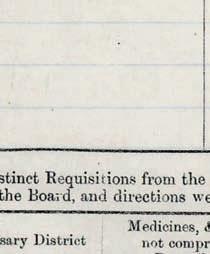 stinct Requisitions from the
the Board, and directions we
sary District
Medicines, &
not compr